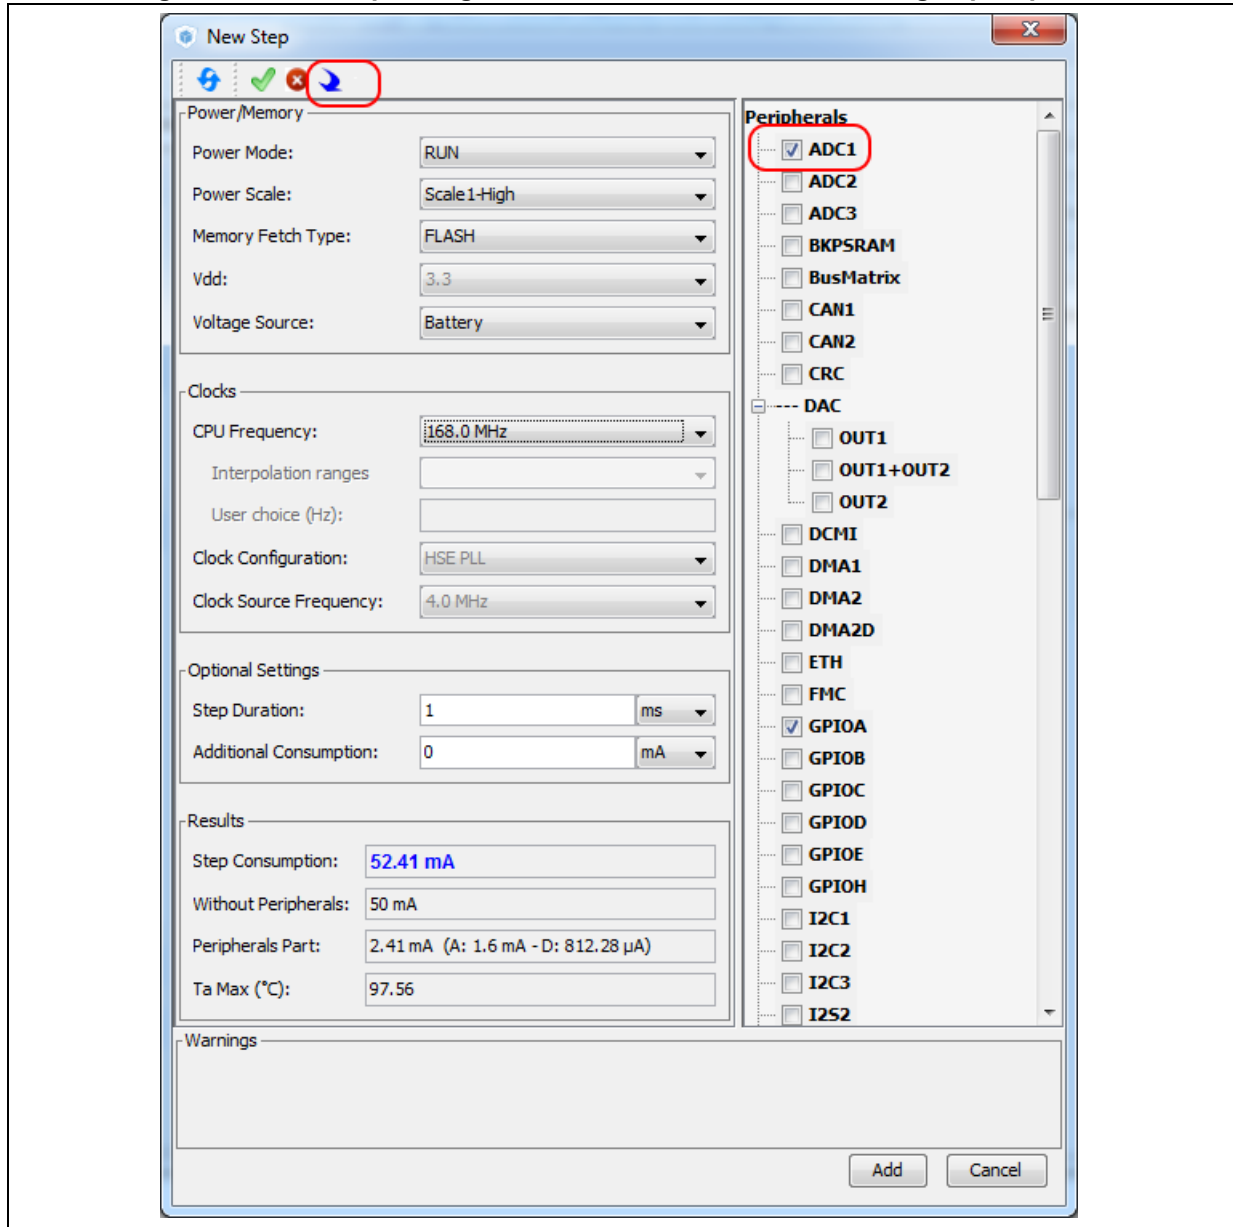 New Step
Power/Memory
Power Mode: RUN
Power Scale: Scale1-High
Memory Fetch Type: FLASH
Vdd: 3.3
Voltage Source: Battery
Clocks
CPU Frequency: 168.0 MHz
Interpolation ranges
User choice (Hz):
Clock Configuration: HSE PLL
Clock Source Frequency: 4.0 MHz
Optional Settings
Step Duration: 1 ms
Additional Consumption: 0 mA
Results
Step Consumption: 52.41 mA
Without Peripherals: 50 mA
Peripherals Part: 2.41 mA (A: 1.6 mA - D: 812.28 µA)
Ta Max (°C): 97.56
Peripherals
ADC1
ADC2
ADC3
BKPSRAM
BusMatrix
CAN1
CAN2
CRC
--- DAC
OUT1
OUT1+OUT2
OUT2
DCMI
DMA1
DMA2
DMA2D
ETH
FMC
GPIOA
GPIOB
GPIOC
GPIOD
GPIOE
GPIOH
I2C1
I2C2
I2C3
I2S2
Warnings
Add Cancel